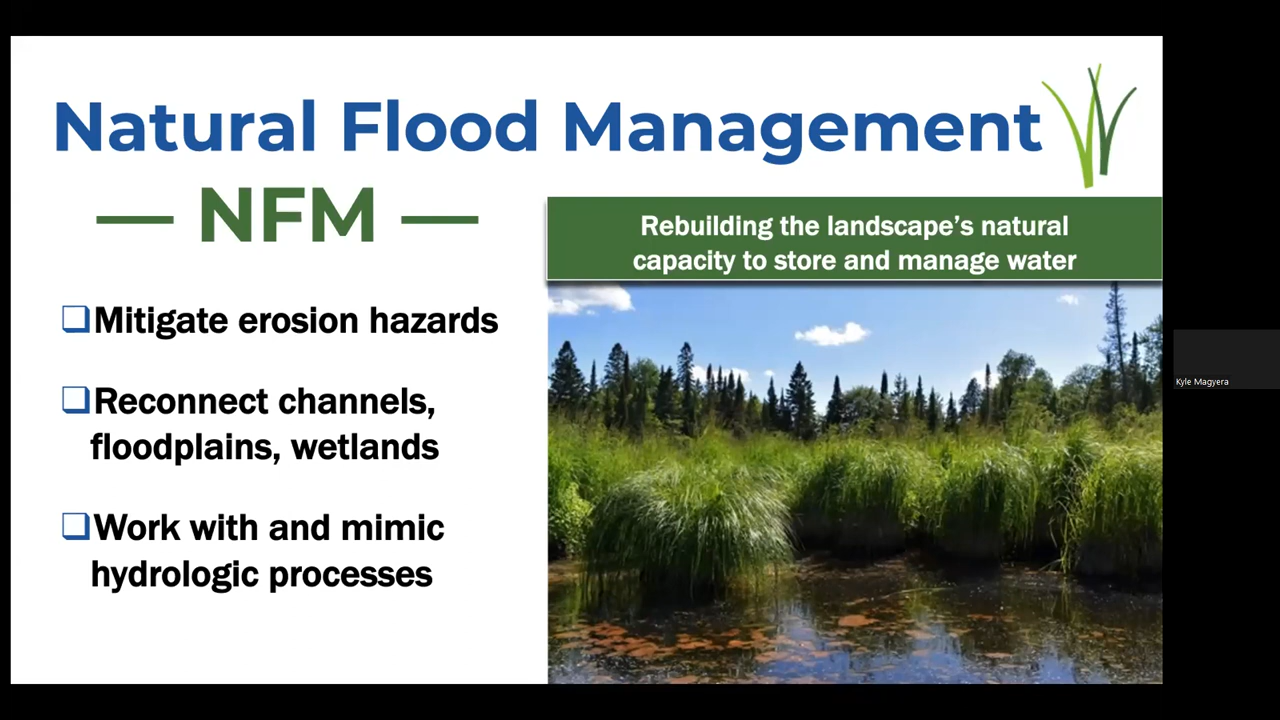 Natural Flood Management
— NFM —
Rebuilding the landscape’s natural
capacity to store and manage water
❑Mitigate erosion hazards
❑Reconnect channels,
floodplains, wetlands
❑Work with and mimic
hydrologic processes
Kyle Magyera